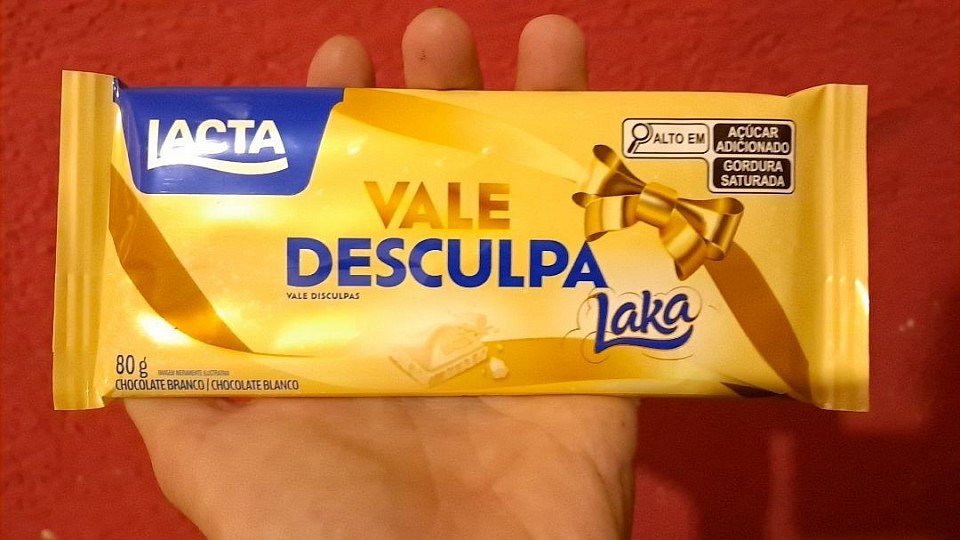 LACTA
ALTO EM
AÇÚCAR
ADICIONADO
GORDURA
SATURADA
VALE
DESCULPA
VALE DISCULPAS
Laka
80 g
IMAGEM MERAMENTE ILUSTRATIVA
CHOCOLATE BRANCO / CHOCOLATE BLANCO